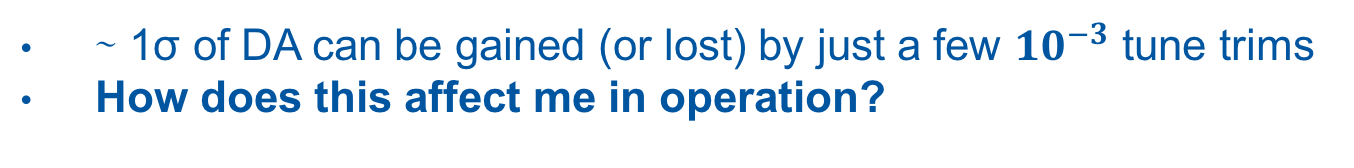 • ~ 1σ of DA can be gained (or lost) by just a few 10⁻³ tune trims
• How does this affect me in operation?